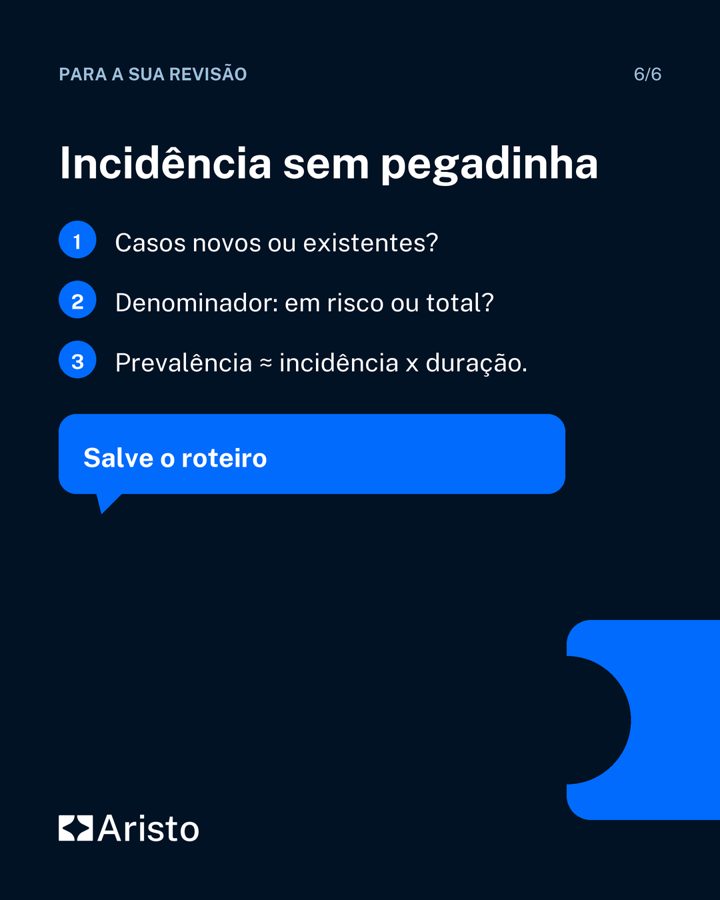 PARA A SUA REVISÃO
6/6
Incidência sem pegadinha
1 Casos novos ou existentes?
2 Denominador: em risco ou total?
3 Prevalência ≈ incidência x duração.
Salve o roteiro
Aristo